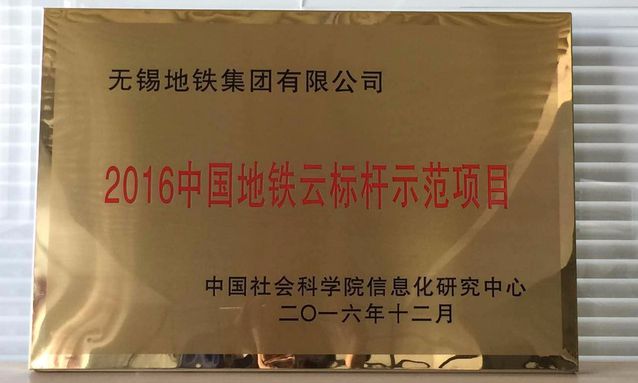 无锡地铁集团有限公司
2016中国地铁云标杆示范项目
中国社会科学院信息化研究中心
二〇一六年十二月